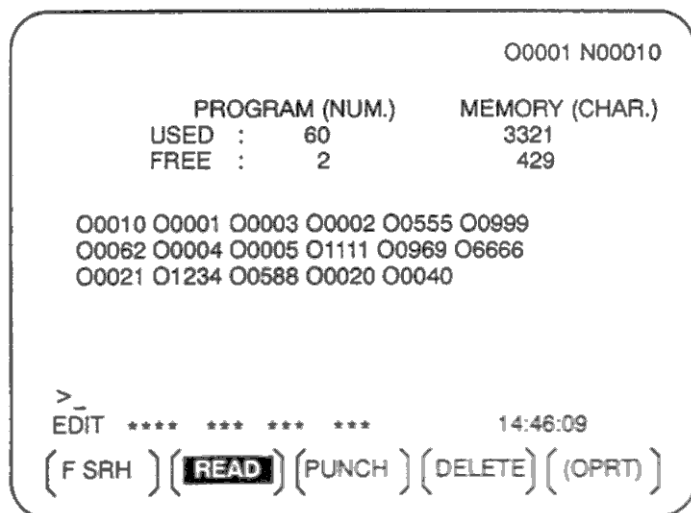 O0001 N00010
PROGRAM (NUM.) MEMORY (CHAR.)
USED : 60 3321
FREE : 2 429
O0010 O0001 O0003 O0002 O0555 O0999
O0062 O0004 O0005 O1111 O0969 O6666
O0021 O1234 O0588 O0020 O0040
>_
EDIT **** *** *** *** 14:46:09
F SRH READ PUNCH DELETE (OPRT)